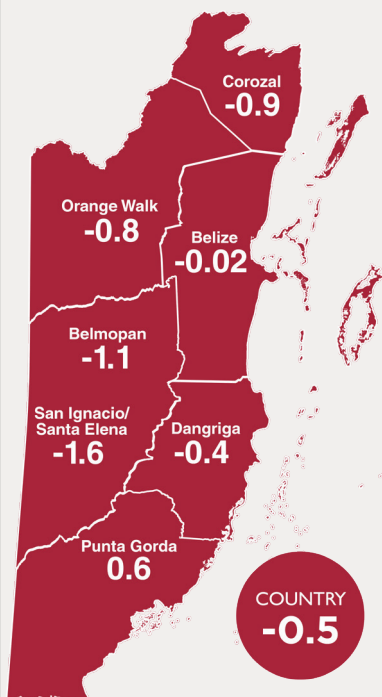 Corozal
-0.9
Orange Walk
-0.8
Belize
-0.02
Belmopan
-1.1
San Ignacio/
Santa Elena
-1.6
Dangriga
-0.4
Punta Gorda
0.6
COUNTRY
-0.5